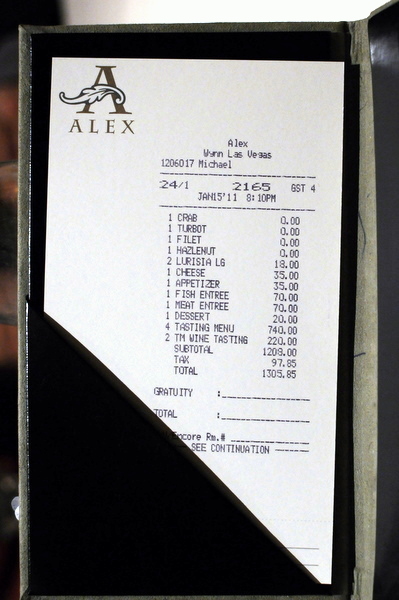 A
ALEX
Alex
Wynn Las Vegas
1206017 Michael
24/1 2165 GST 4
JAN15'11 8:10PM
1 CRAB 0.00
1 TURBOT 0.00
1 FILET 0.00
1 HAZLENUT 0.00
2 LURISIA LG 18.00
1 CHEESE 35.00
1 APPETIZER 35.00
1 FISH ENTREE 70.00
1 MEAT ENTREE 70.00
1 DESSERT 20.00
4 TASTING MENU 740.00
2 TM WINE TASTING 220.00
SUBTOTAL 1208.00
TAX 97.85
TOTAL 1305.85
GRATUITY :
TOTAL :
Encore Rm.#
SEE CONTINUATION